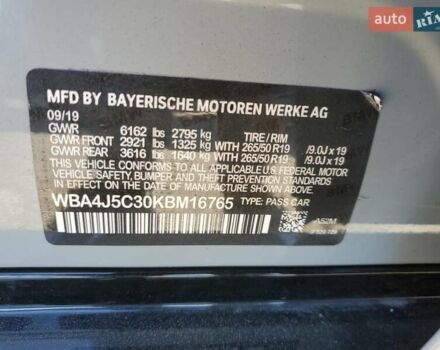 auto RIA
MFD BY BAYERISCHE MOTOREN WERKE AG
09/19
GVWR 6162 lbs 2795 kg TIRE / RIM
GVWR FRONT 2921 lbs 1325 kg WITH 265/50 R19 /9.0J x 19
GVWR REAR 3616 lbs 1640 kg WITH 265/50 R19 / 9.0J x 19
THIS VEHICLE CONFORMS TO ALL APPLICABLE U.S. FEDERAL MOTOR
VEHICLE SAFETY, BUMPER, AND THEFT PREVENTION STANDARDS IN
EFFECT ON THE DATE OF MANUFACTURE SHOWN ABOVE.
WBA4J5C30KBM16765 TYPE: PASS CAR
A52M